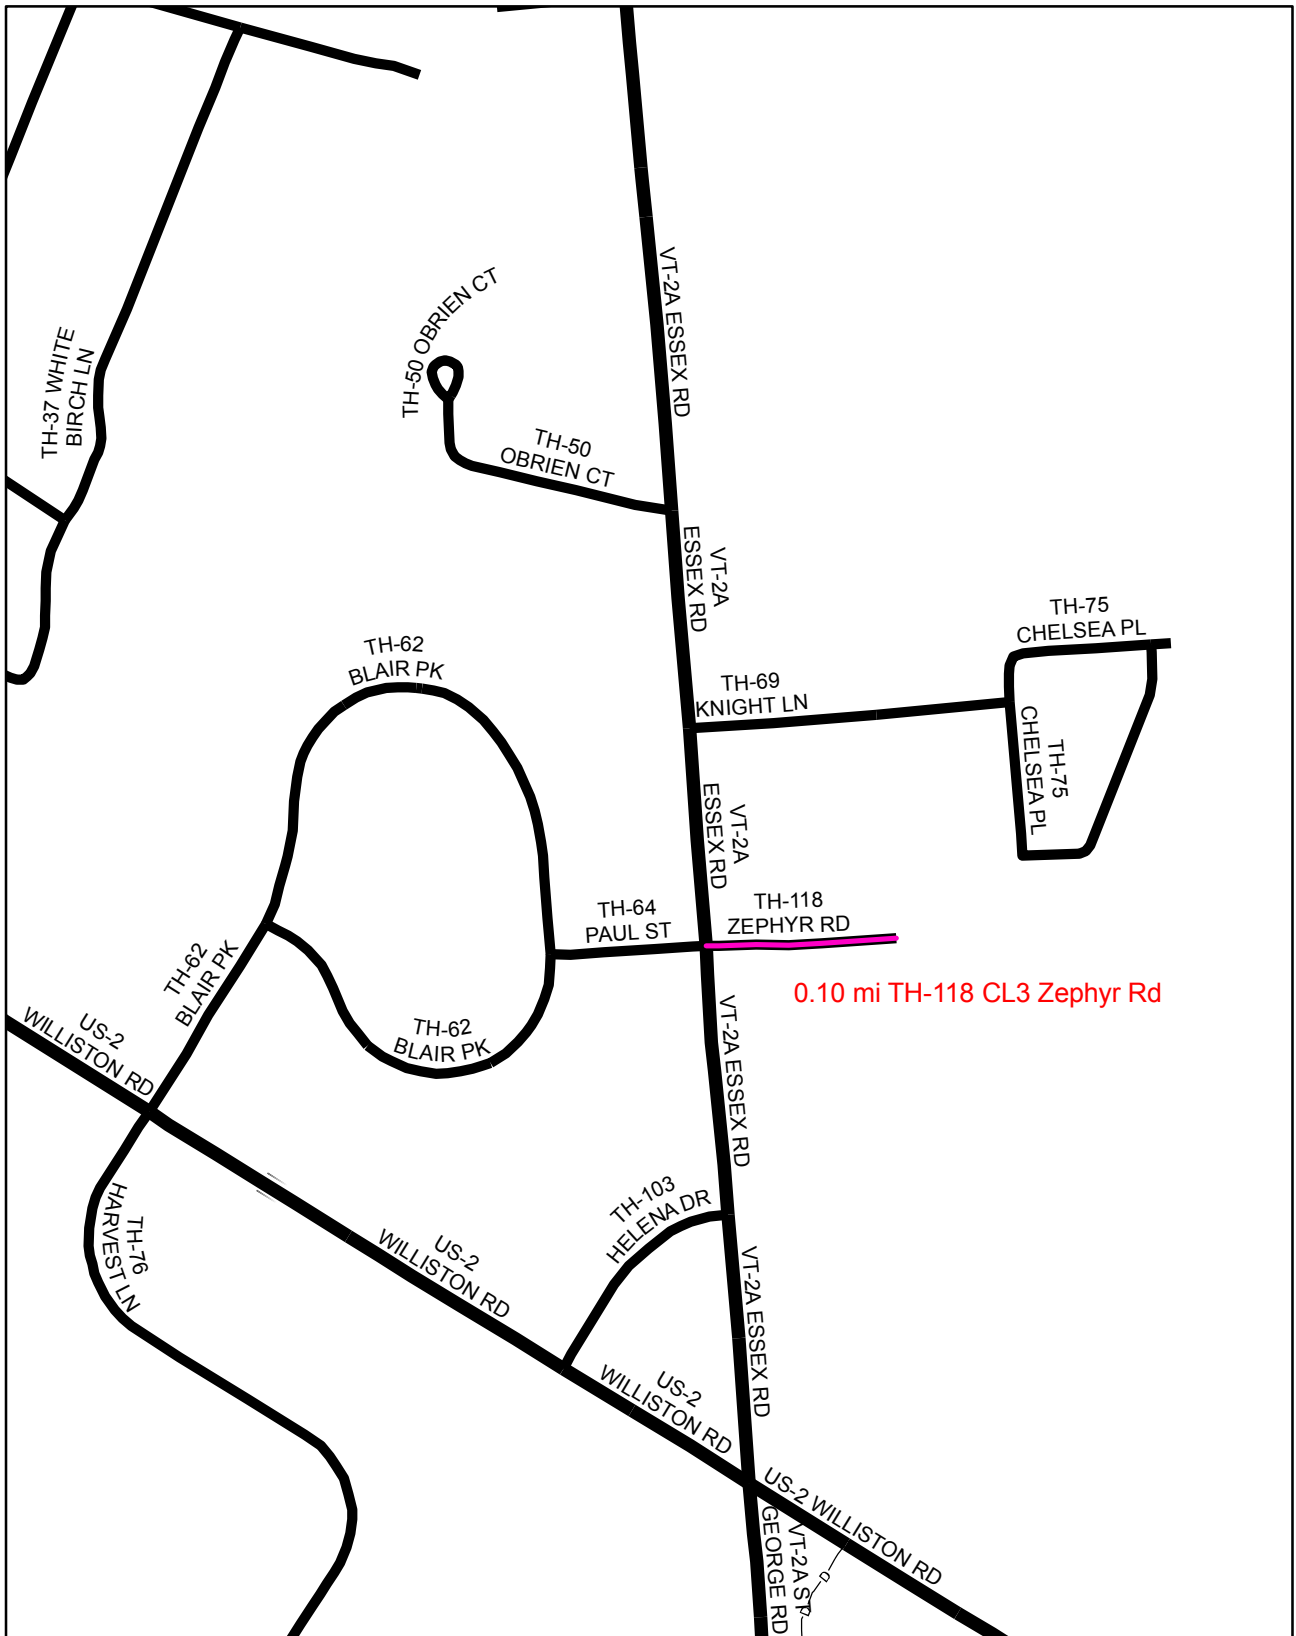 TH-50 OBRIEN CT
VT-2A ESSEX RD
TH-37 WHITE
BIRCH LN
TH-50
OBRIEN CT
VT-2A
ESSEX RD
TH-75
CHELSEA PL
TH-62
BLAIR PK
TH-69
KNIGHT LN
TH-75
CHELSEA PL
VT-2A
ESSEX RD
TH-118
ZEPHYR RD
TH-64
PAUL ST
TH-62
BLAIR PK
0.10 mi TH-118 CL3 Zephyr Rd
US-2
WILLISTON RD
TH-62
BLAIR PK
VT-2A ESSEX RD
TH-103
HELENA DR
TH-76
HARVEST LN
US-2
WILLISTON RD
VT-2A ESSEX RD
US-2
WILLISTON RD
US-2 WILLISTON RD
VT-2A ST
GEORGE RD
D
D